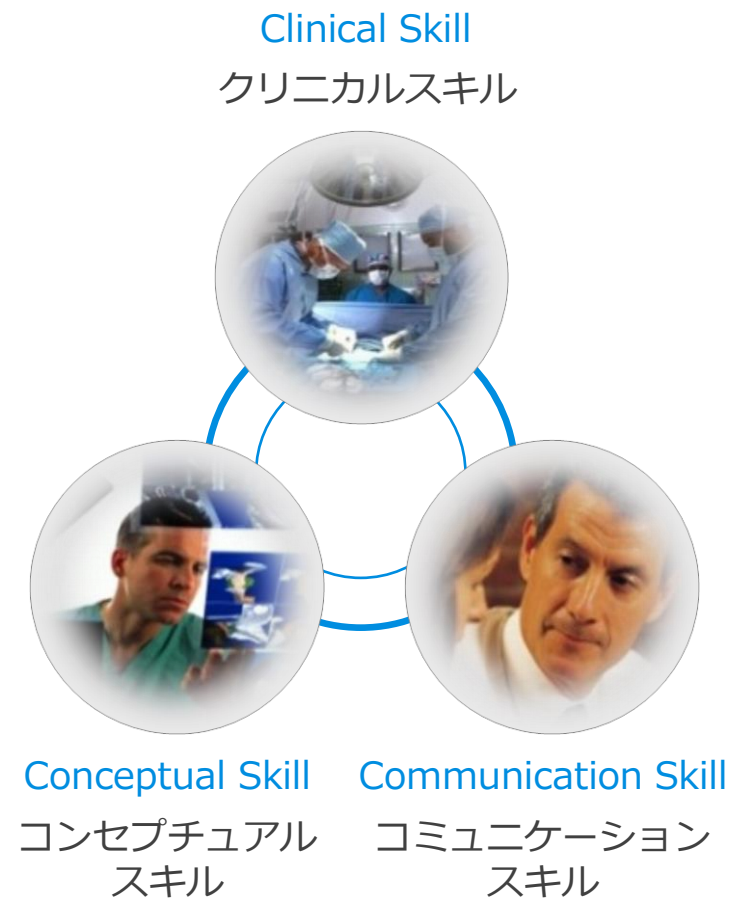 Clinical Skill
クリニカルスキル
Conceptual Skill
コンセプチュアル
スキル
Communication Skill
コミュニケーション
スキル